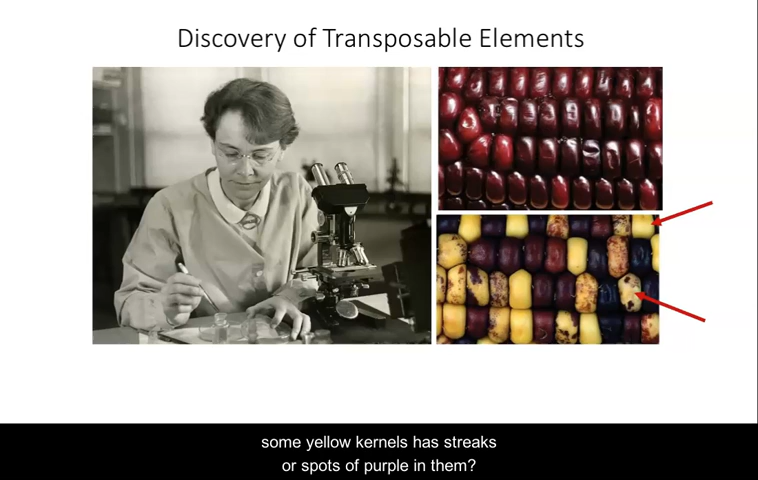 Discovery of Transposable Elements
some yellow kernels has streaks
or spots of purple in them?